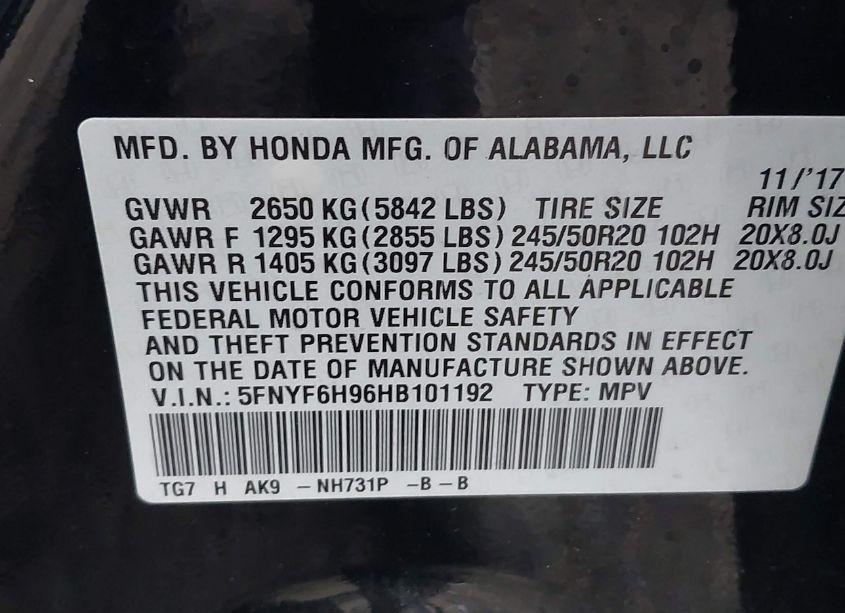 MFD. BY HONDA MFG. OF ALABAMA, LLC
11/'17
GVWR 2650 KG (5842 LBS) TIRE SIZE RIM SIZ
GAWR F 1295 KG (2855 LBS) 245/50R20 102H 20X8.0J
GAWR R 1405 KG (3097 LBS) 245/50R20 102H 20X8.0J
THIS VEHICLE CONFORMS TO ALL APPLICABLE
FEDERAL MOTOR VEHICLE SAFETY
AND THEFT PREVENTION STANDARDS IN EFFECT
ON THE DATE OF MANUFACTURE SHOWN ABOVE.
V.I.N.: 5FNYF6H96HB101192 TYPE: MPV
TG7 H AK9 -NH731P -B-B